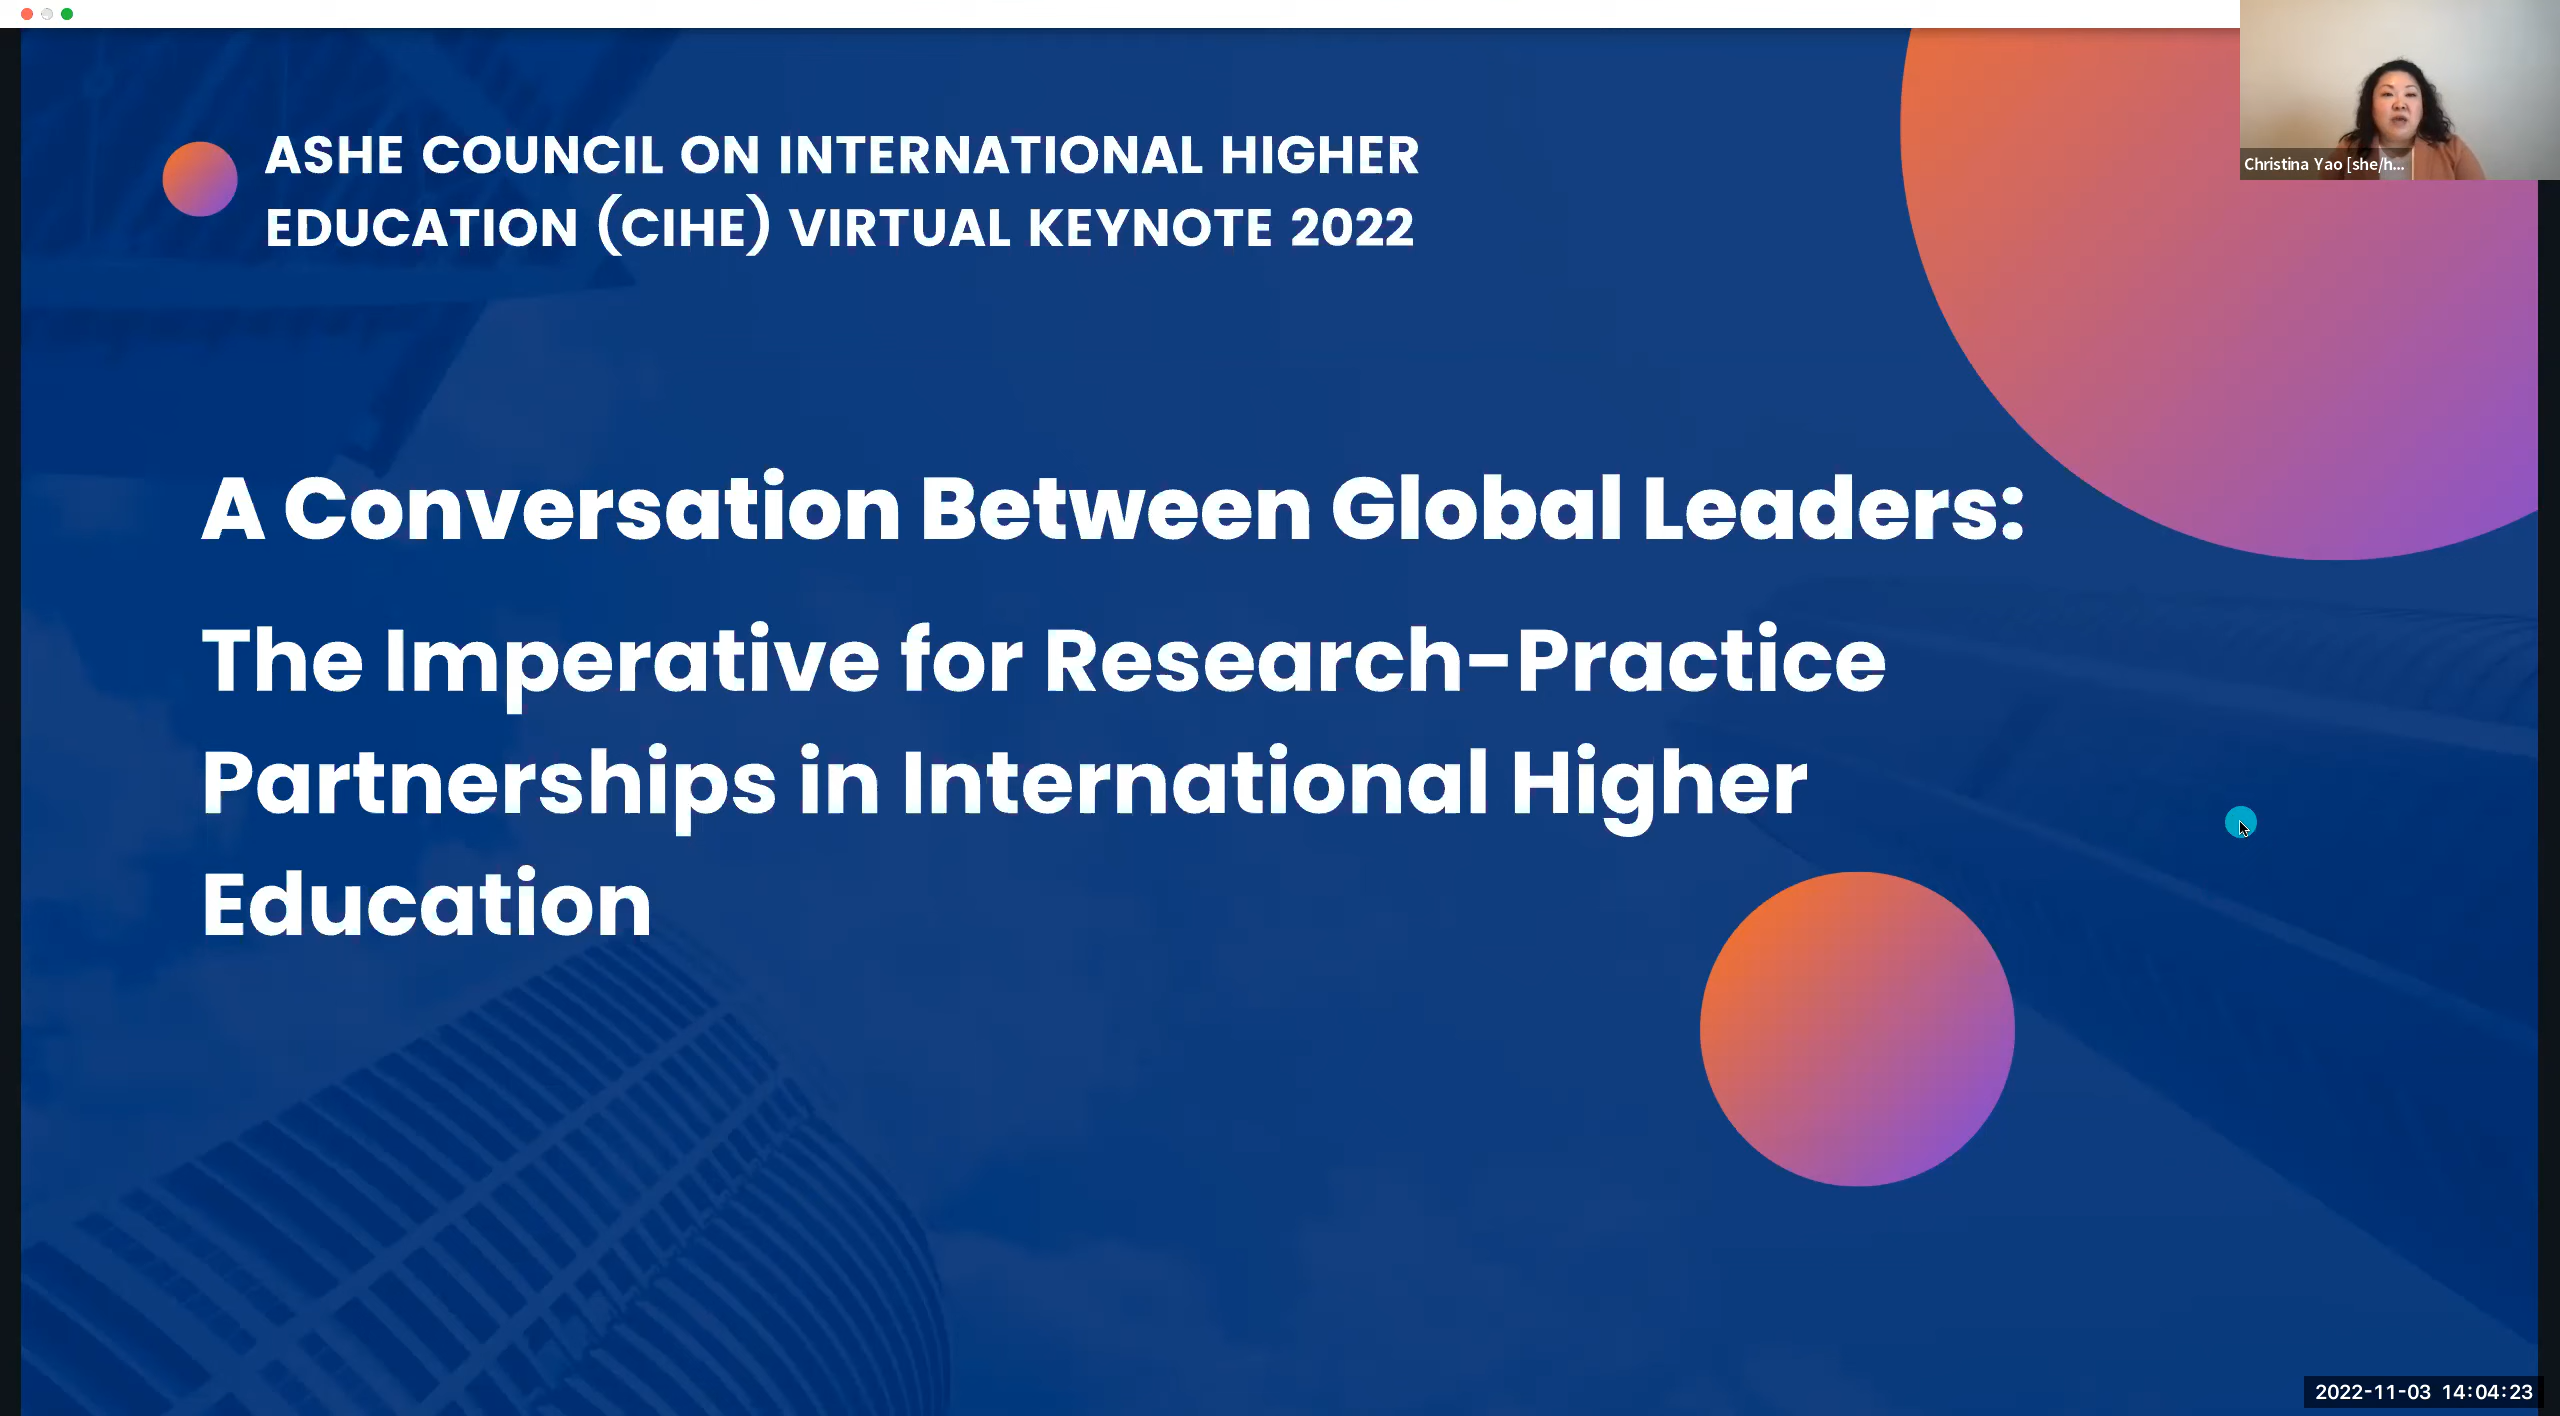 ASHE COUNCIL ON INTERNATIONAL HIGHER
EDUCATION (CIHE) VIRTUAL KEYNOTE 2022
Christina Yao [she/h...
A Conversation Between Global Leaders:
The Imperative for Research-Practice
Partnerships in International Higher
Education
2022-11-03 14:04:23